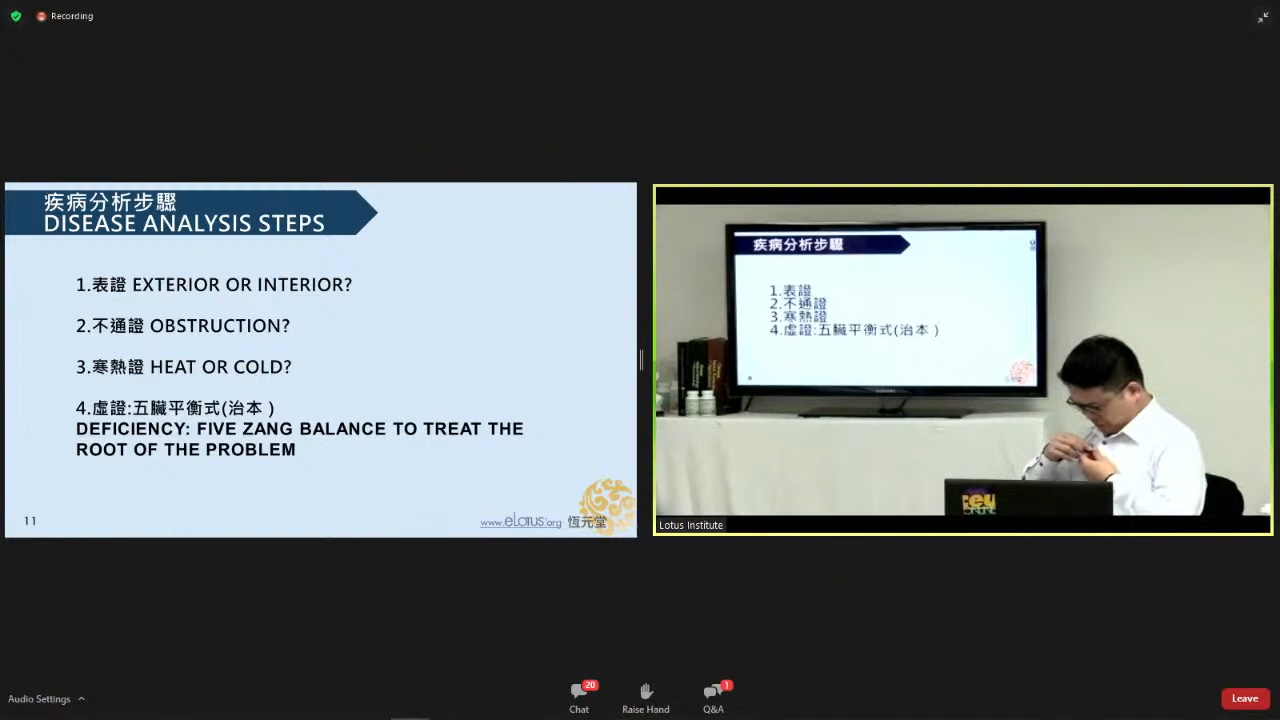 Recording
疾病分析步驟
DISEASE ANALYSIS STEPS
1.表證 EXTERIOR OR INTERIOR?
2.不通證 OBSTRUCTION?
3.寒熱證 HEAT OR COLD?
4.虛證:五臟平衡式(治本)
DEFICIENCY: FIVE ZANG BALANCE TO TREAT THE
ROOT OF THE PROBLEM
11
www.eLotus.org 恆元堂
疾病分析步驟
1.表證
2.不通證
3.寒熱證
4.虛證:五臟平衡式(治本)
Lotus Institute
Audio Settings
20
Chat
Raise Hand
1
Q&A
Leave